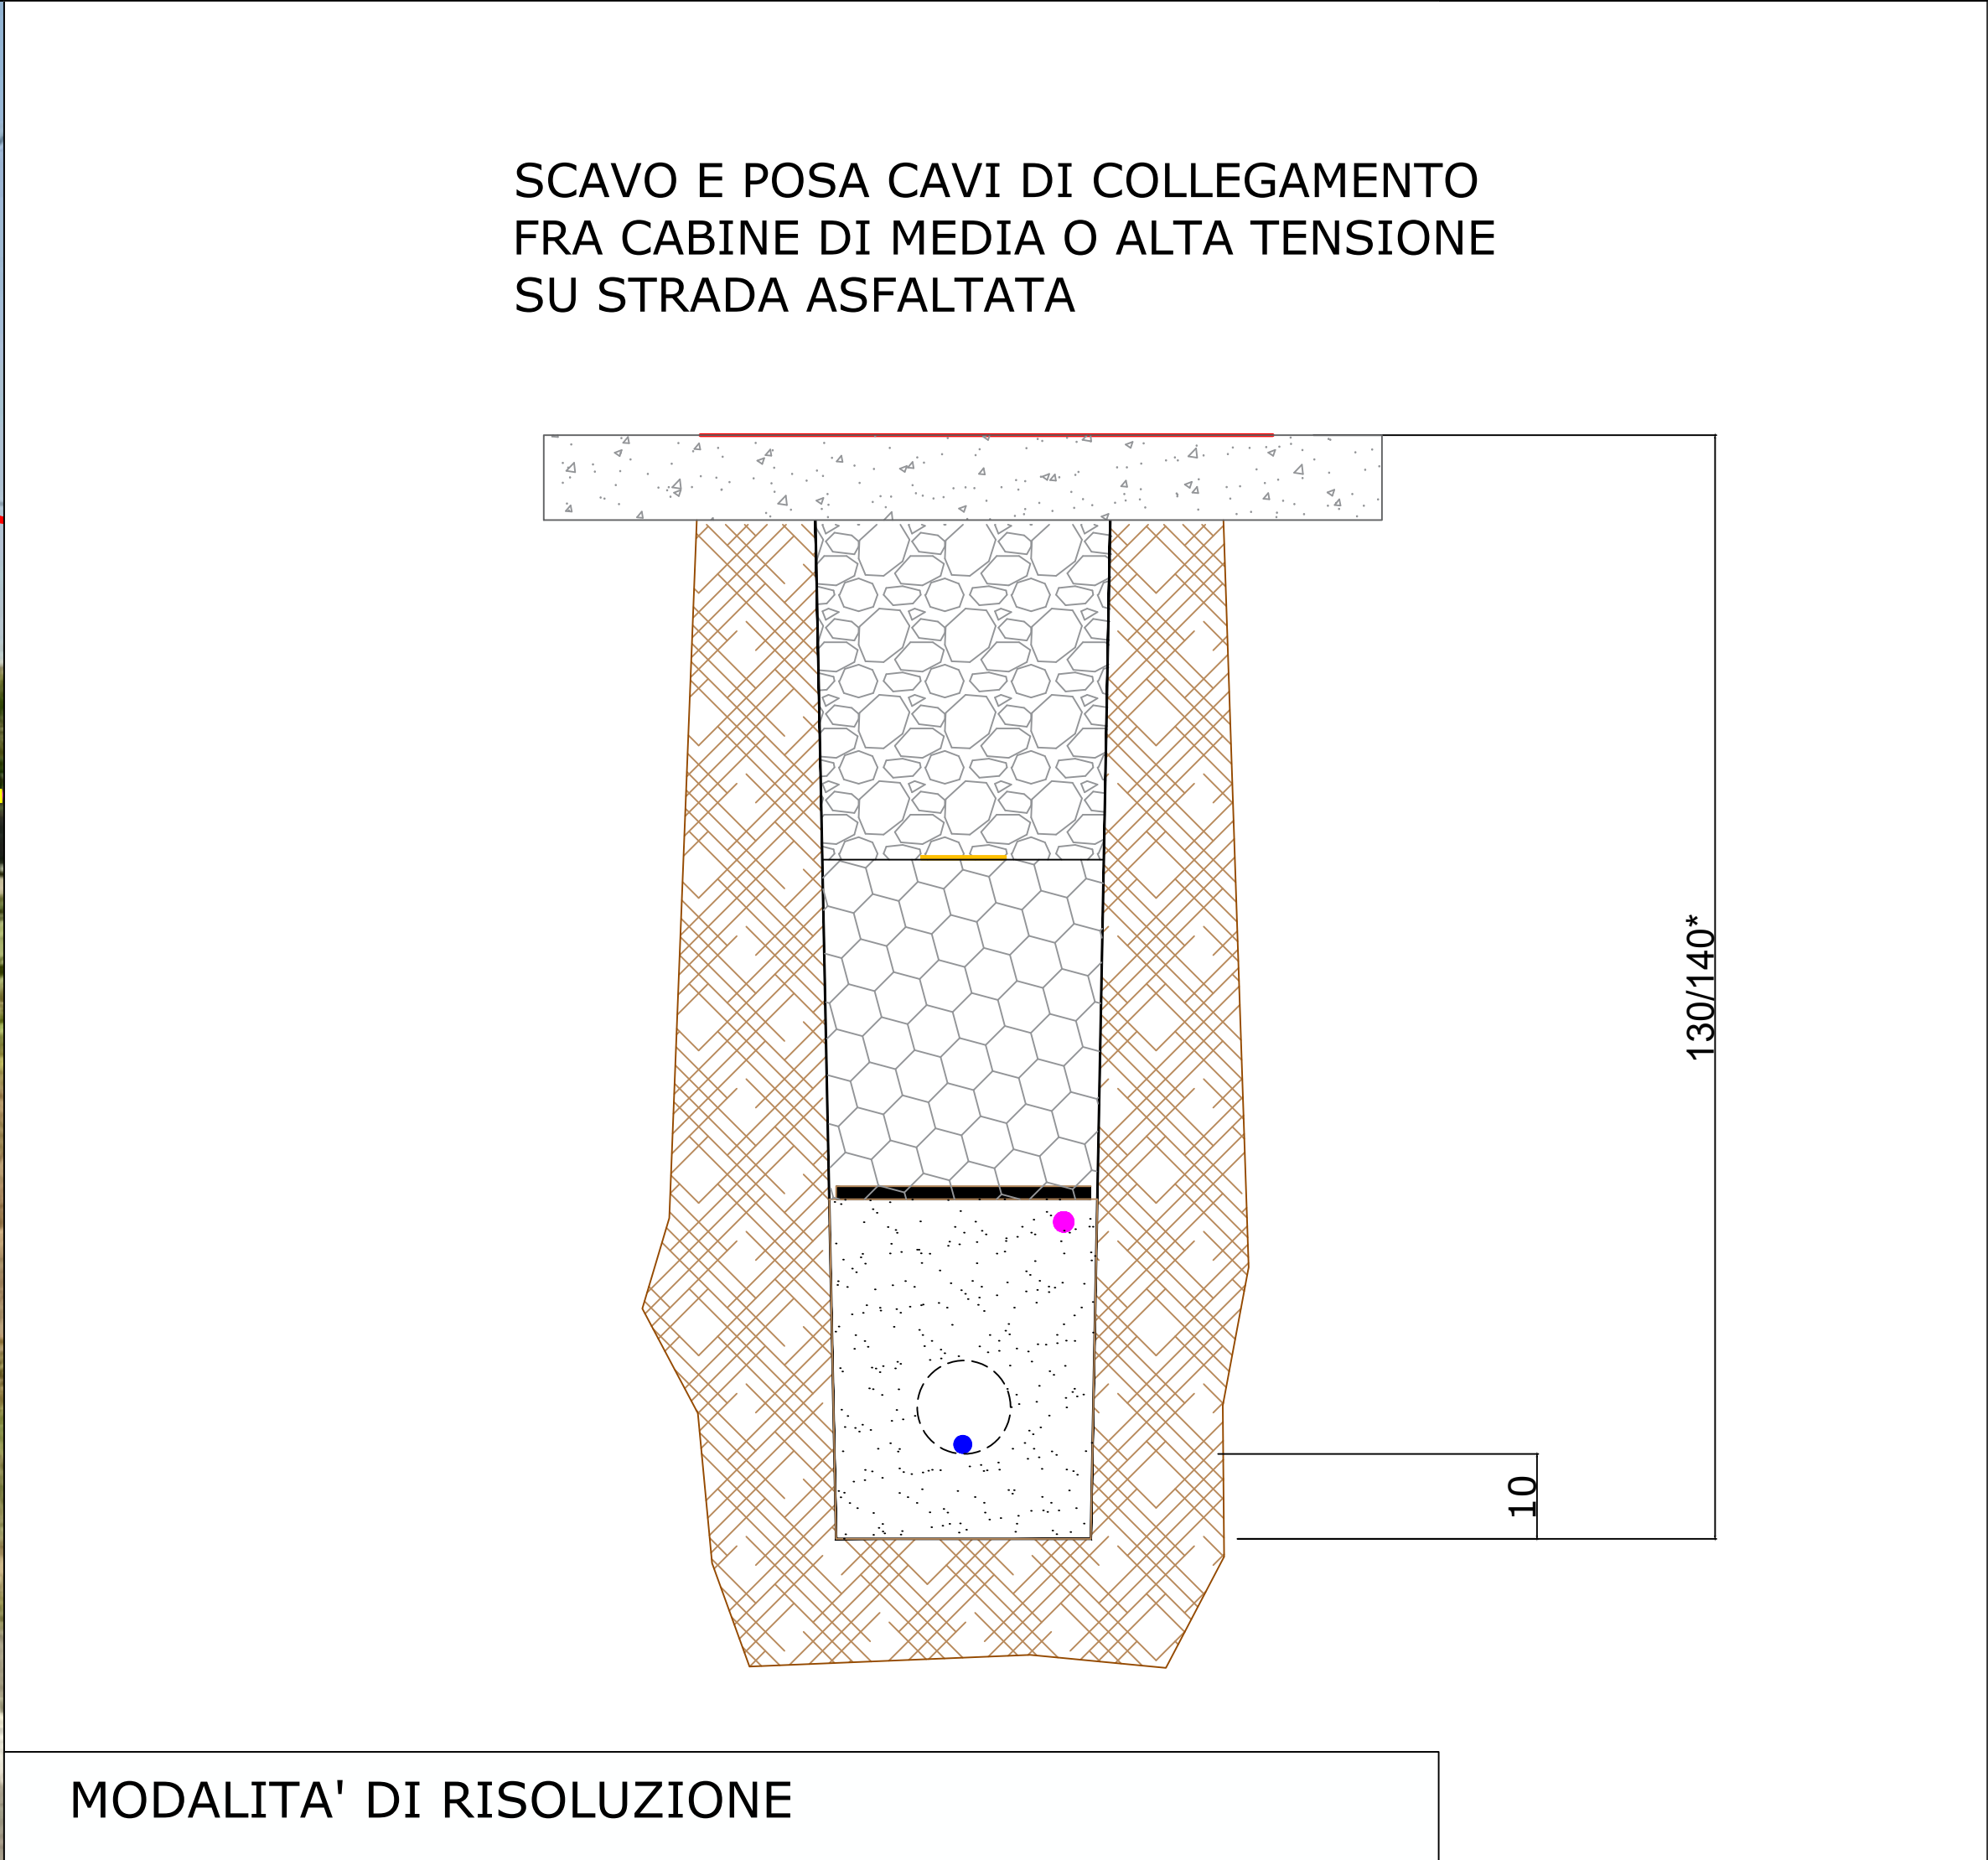 SCAVO E POSA CAVI DI COLLEGAMENTO
FRA CABINE DI MEDIA O ALTA TENSIONE
SU STRADA ASFALTATA
130/140*
10
MODALITA' DI RISOLUZIONE